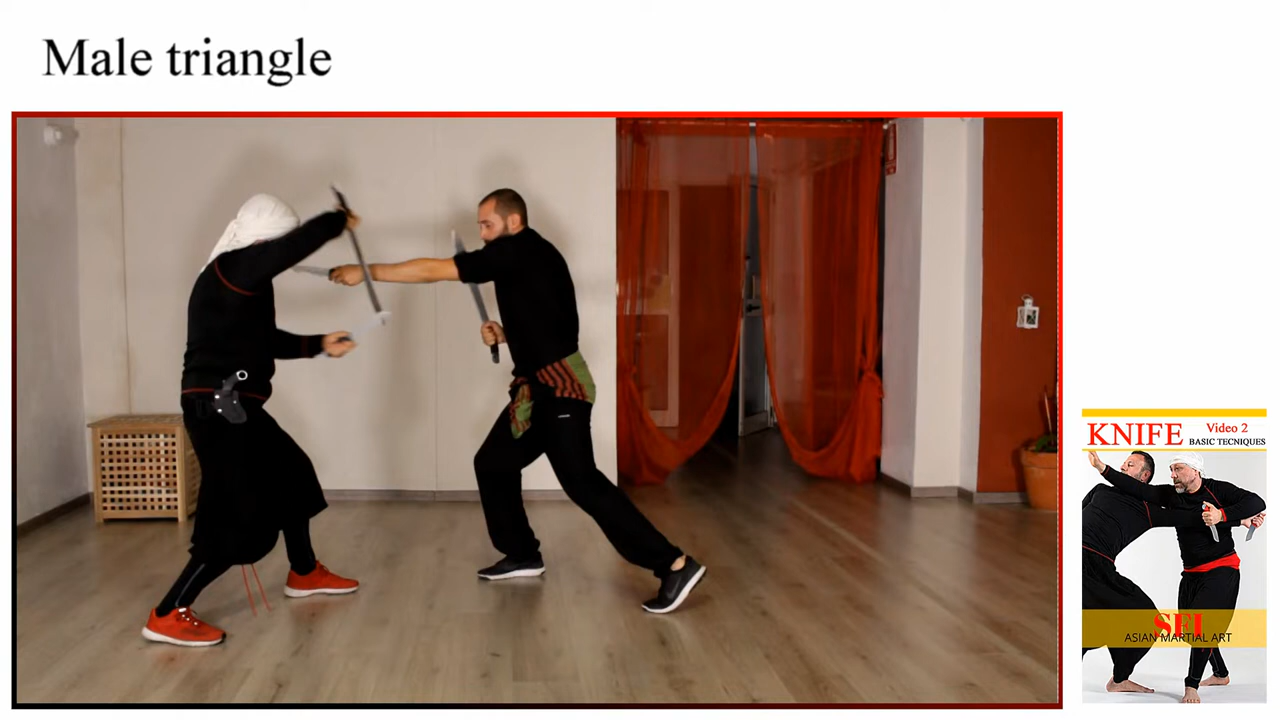 Male triangle
KNIFE
Video 2
BASIC TECNIQUES
SFI
ASIAN MARTIAL ART